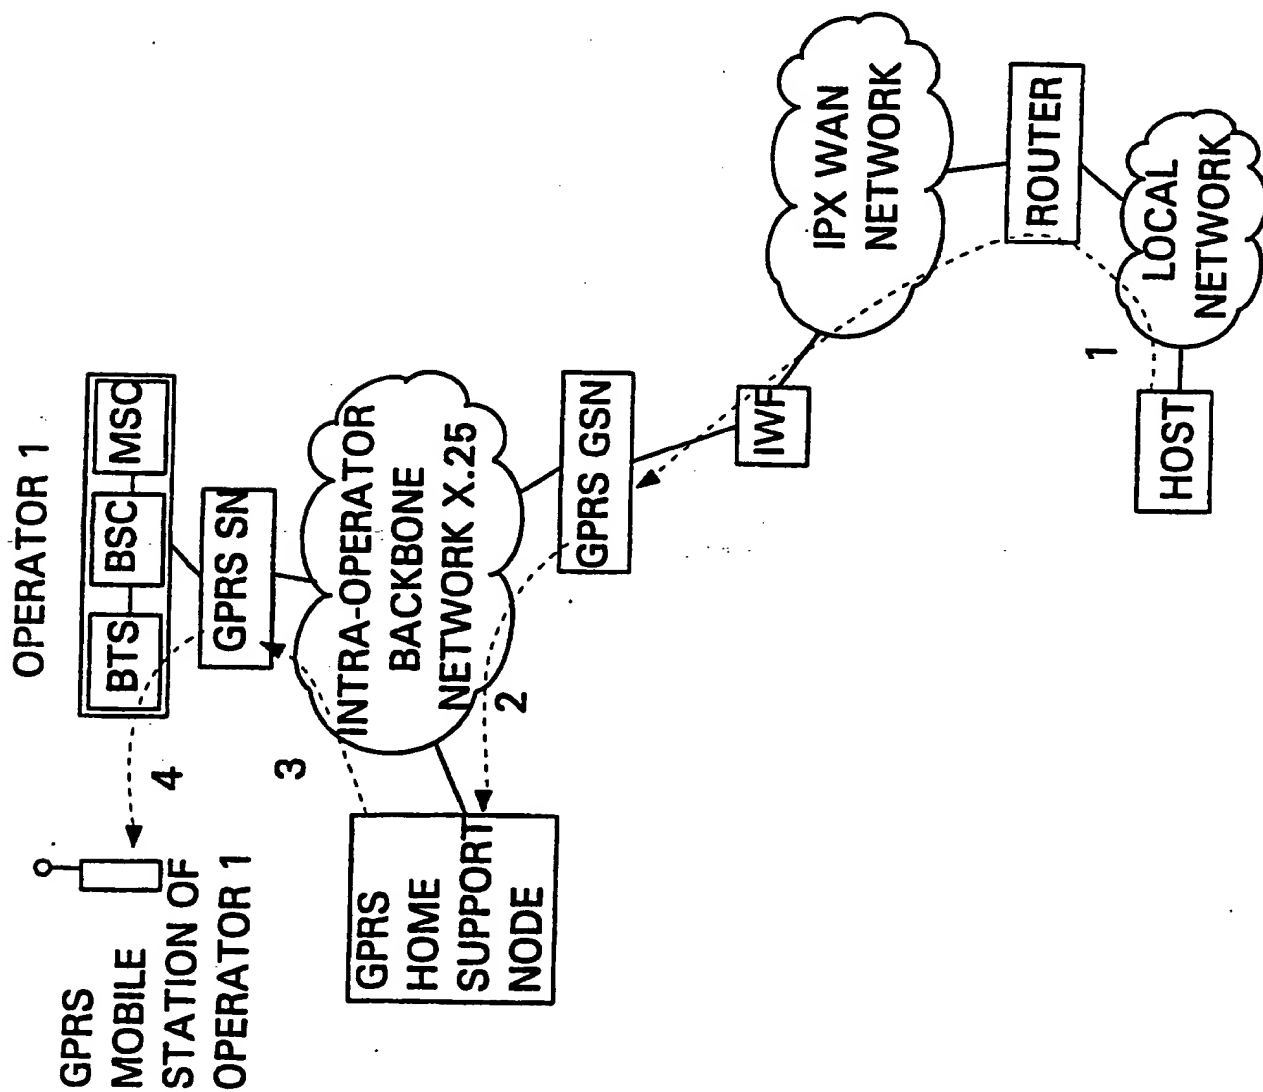 OPERATOR 1
BTS
BSC
MSC
GPRS
MOBILE
STATION OF
OPERATOR 1
4
GPRS SN
3
INTRA-OPERATOR
BACKBONE
NETWORK X.25
GPRS
HOME
SUPPORT
NODE
2
GPRS GSN
IWF
IPX WAN
NETWORK
ROUTER
1
LOCAL
NETWORK
HOST